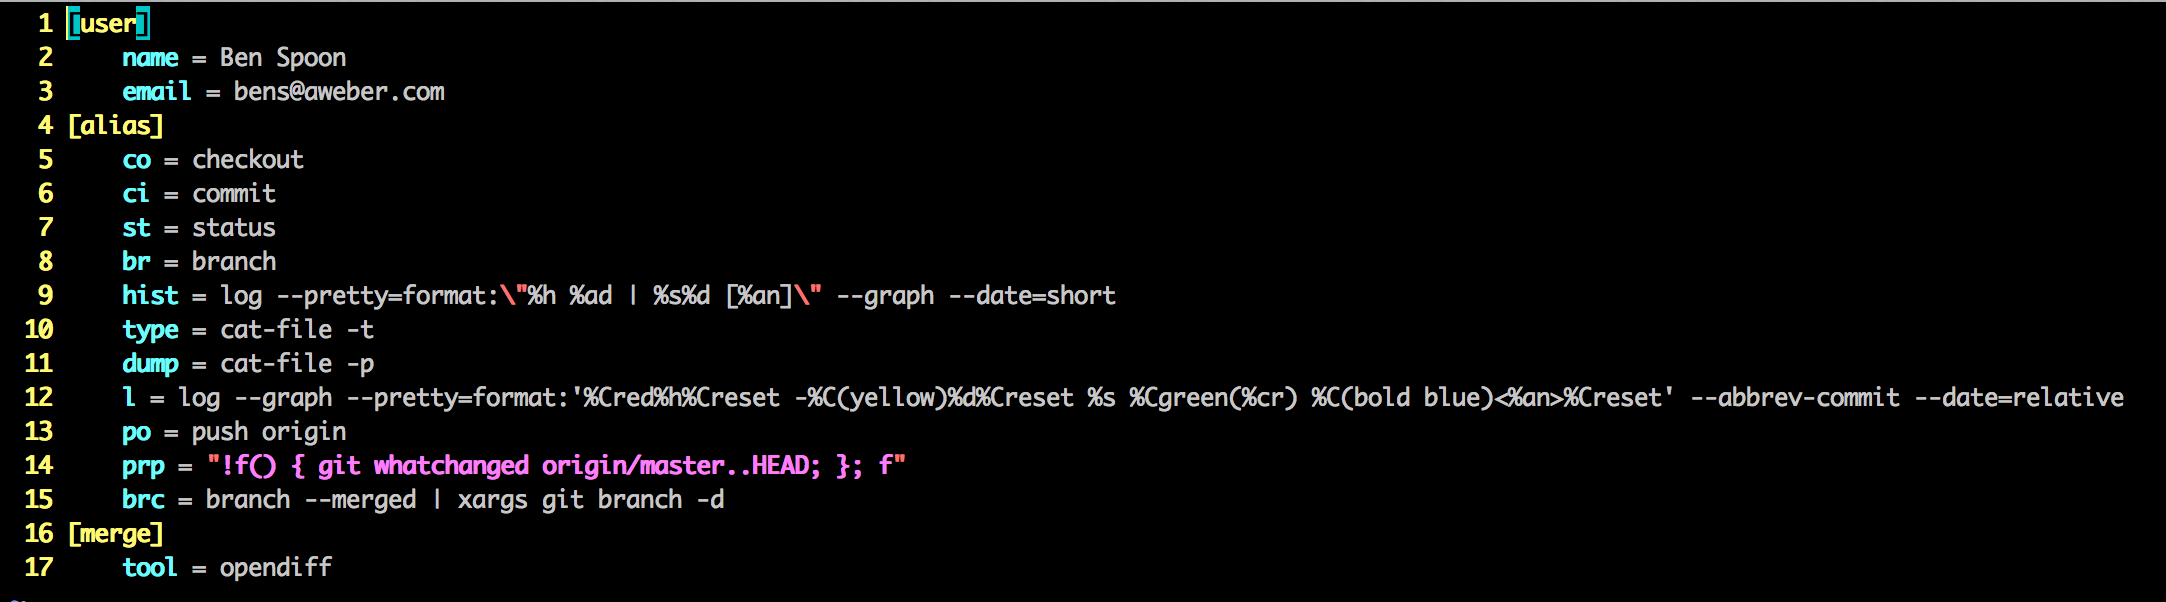 1 [user]
2 name = Ben Spoon
3 email = bens@aweber.com
4 [alias]
5 co = checkout
6 ci = commit
7 st = status
8 br = branch
9 hist = log --pretty=format:\"%h %ad | %s%d [%an]\" --graph --date=short
10 type = cat-file -t
11 dump = cat-file -p
12 l = log --graph --pretty=format:'%Cred%h%Creset -%C(yellow)%d%Creset %s %Cgreen(%cr) %C(bold blue)<%an>%Creset' --abbrev-commit --date=relative
13 po = push origin
14 prp = "!f() { git whatchanged origin/master..HEAD; }; f"
15 brc = branch --merged | xargs git branch -d
16 [merge]
17 tool = opendiff